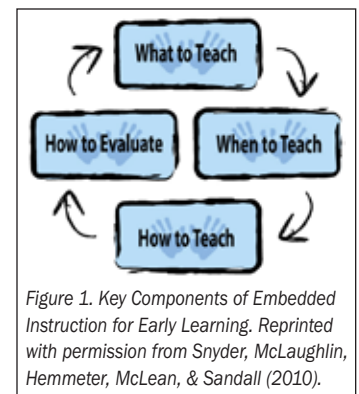 What to Teach
How to Evaluate
When to Teach
How to Teach
Figure 1. Key Components of Embedded
Instruction for Early Learning. Reprinted
with permission from Snyder, McLaughlin,
Hemmeter, McLean, & Sandall (2010).